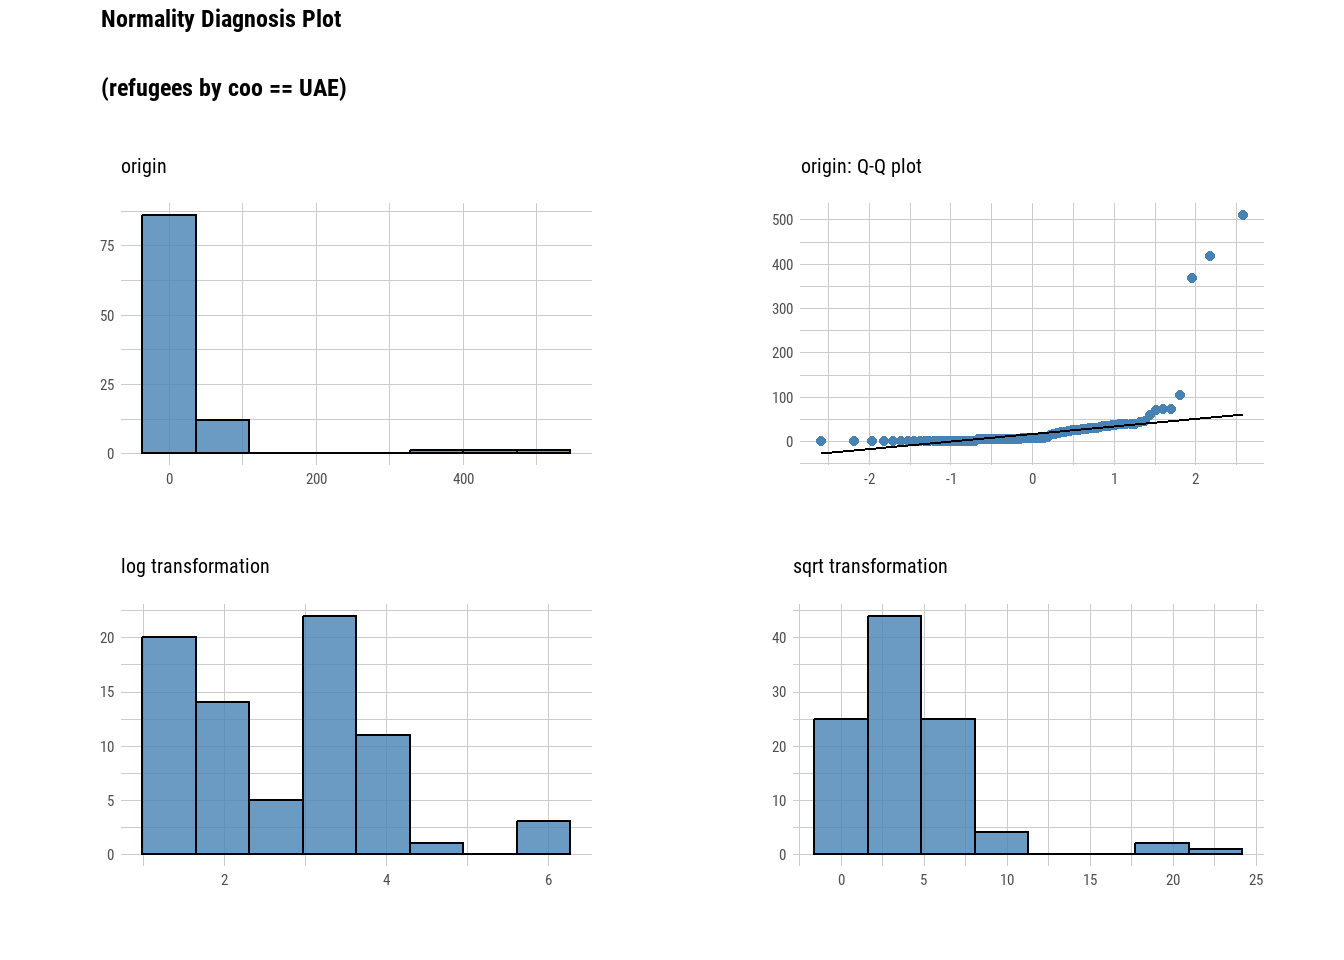 Normality Diagnosis Plot
(refugees by coo == UAE)
origin
75
50
25
0
0 200 400
origin: Q-Q plot
500
400
300
200
100
0
-2 -1 0 1 2
log transformation
20
15
10
5
0
2 4 6
sqrt transformation
40
30
20
10
0
0 5 10 15 20 25